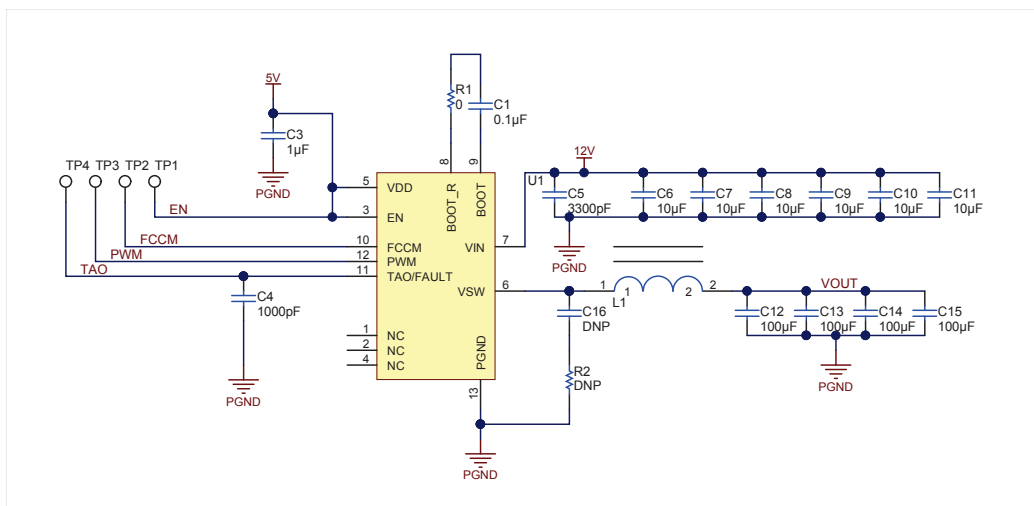 R1
0
C1
0.1µF
5V
C3
1µF
PGND
TP4 TP3 TP2 TP1
8
9
12V
U1
5
VDD
BOOT_R
BOOT
EN
3
EN
C5
3300pF
C6
10µF
C7
10µF
C8
10µF
C9
10µF
C10
10µF
C11
10µF
FCCM
10
FCCM
VIN
7
PGND
PWM
12
PWM
TAO
11
TAO/FAULT
VSW
6
1
1
L1
2
2
VOUT
C4
1000pF
C16
DNP
C12
100µF
C13
100µF
C14
100µF
C15
100µF
1
NC
2
NC
4
NC
PGND
13
R2
DNP
PGND
PGND
PGND